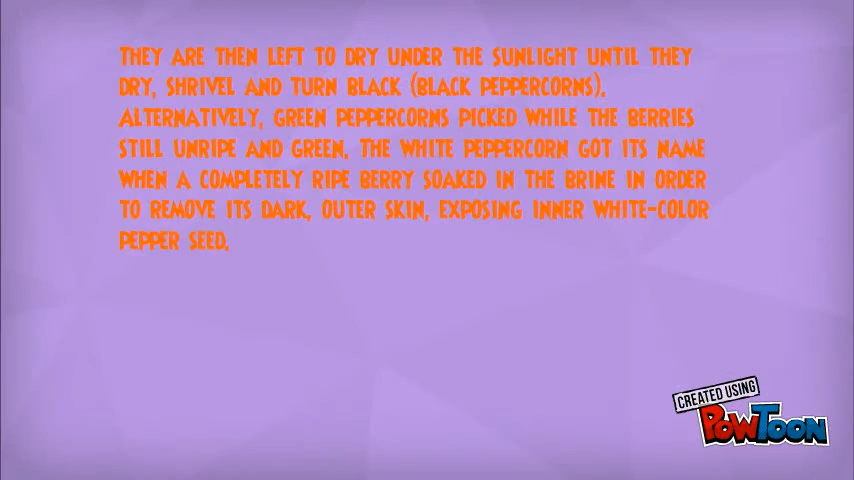 THEY ARE THEN LEFT TO DRY UNDER THE SUNLIGHT UNTIL THEY
DRY, SHRIVEL AND TURN BLACK (BLACK PEPPERCORNS).
ALTERNATIVELY, GREEN PEPPERCORNS PICKED WHILE THE BERRIES
STILL UNRIPE AND GREEN. THE WHITE PEPPERCORN GOT ITS NAME
WHEN A COMPLETELY RIPE BERRY SOAKED IN THE BRINE IN ORDER
TO REMOVE ITS DARK, OUTER SKIN, EXPOSING INNER WHITE-COLOR
PEPPER SEED.
CREATED USING
POWTOON